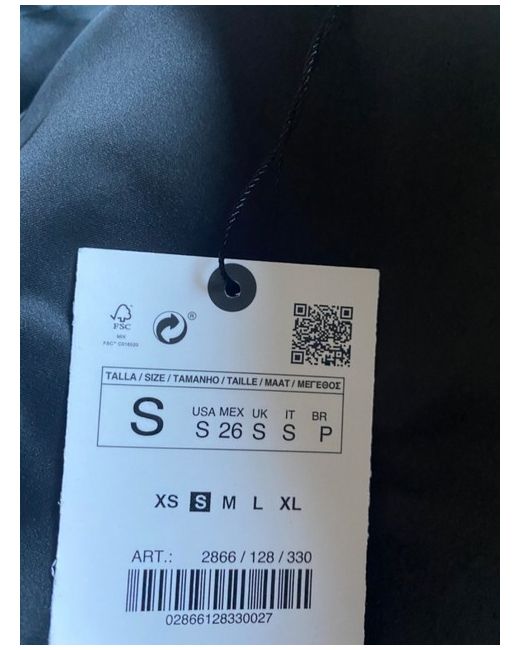 FSC
MIX
®
TALLA / SIZE / TAMANHO / TAILLE / MAAT / ΜΕΓΕΘΟΣ
S
USA MEX UK IT BR
S 26 S S P
XS S M L XL
ART.: 2866 / 128 / 330
02866128330027